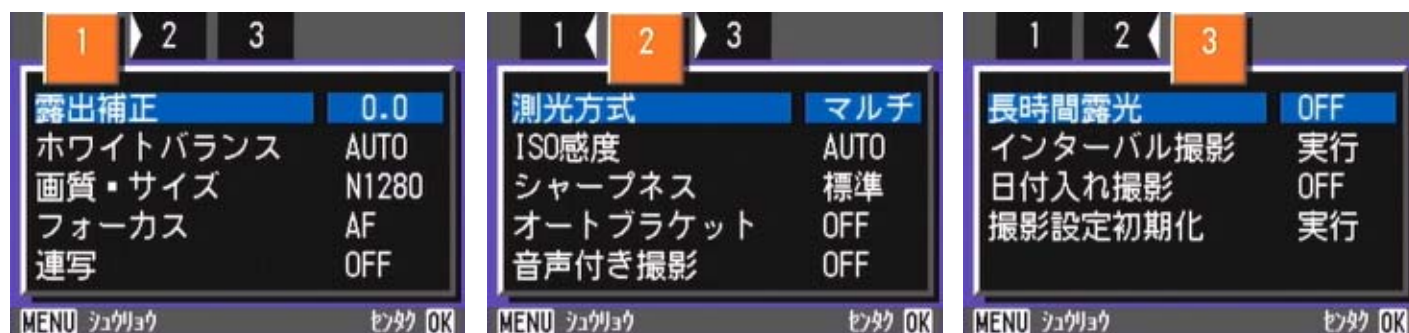 1 2 3
露出補正 0.0
ホワイトバランス AUTO
画質・サイズ N1280
フォーカス AF
連写 OFF
MENU シュウリョウ センタク OK
1 2 3
測光方式 マルチ
ISO感度 AUTO
シャープネス 標準
オートブラケット OFF
音声付き撮影 OFF
MENU シュウリョウ センタク OK
1 2 3
長時間露光 OFF
インターバル撮影 実行
日付入れ撮影 OFF
撮影設定初期化 実行
MENU シュウリョウ センタク OK